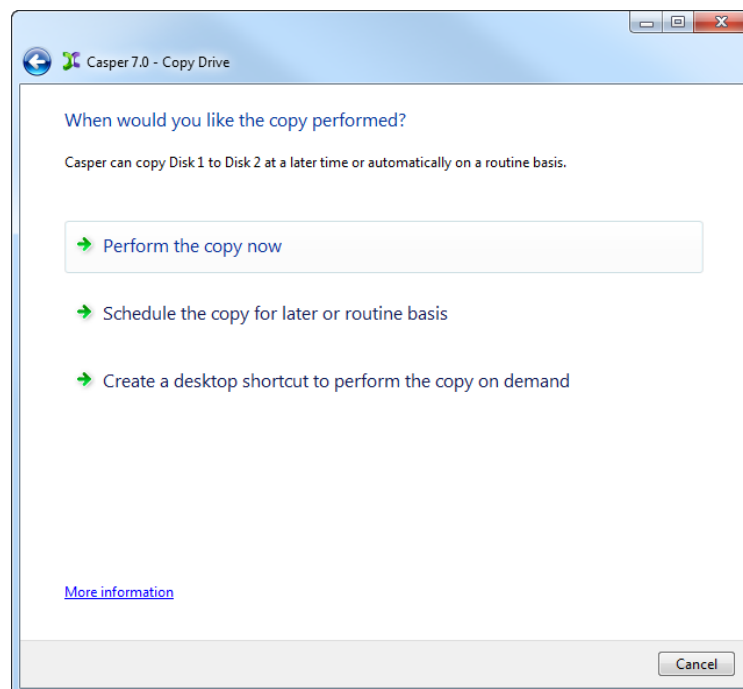 Casper 7.0 - Copy Drive
When would you like the copy performed?
Casper can copy Disk 1 to Disk 2 at a later time or automatically on a routine basis.
Perform the copy now
Schedule the copy for later or routine basis
Create a desktop shortcut to perform the copy on demand
More information
Cancel